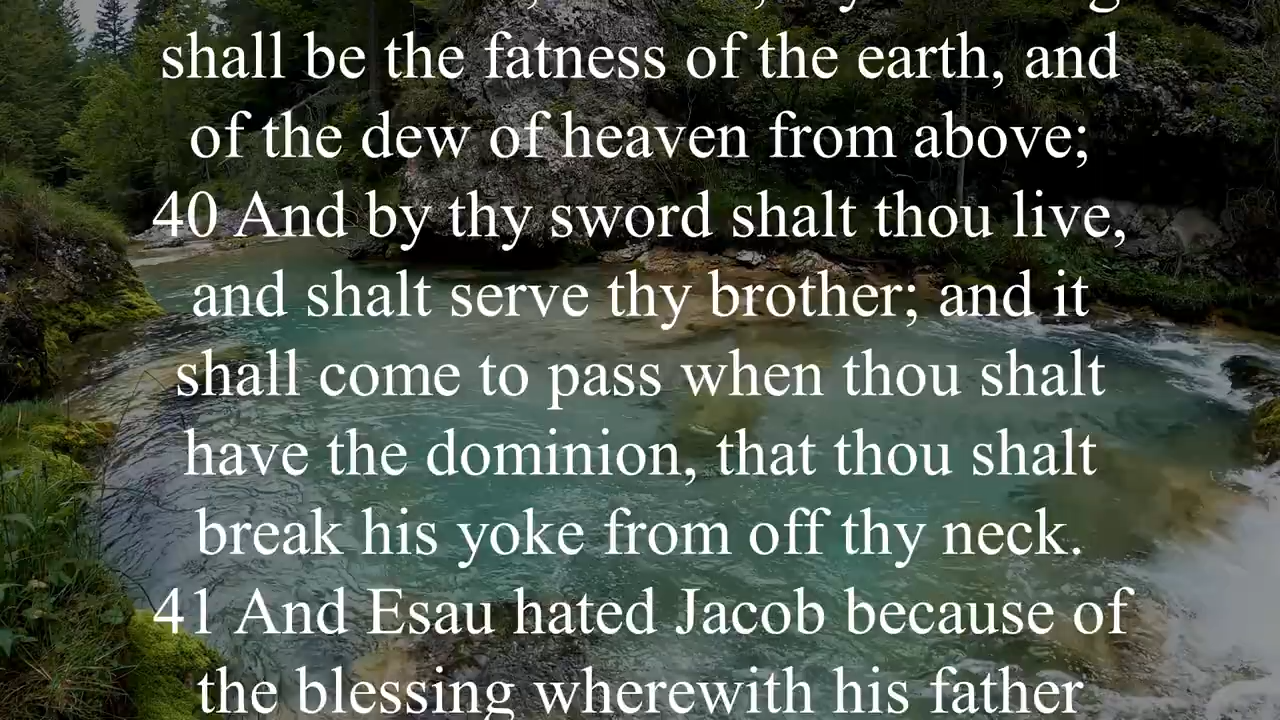 shall be the fatness of the earth, and
of the dew of heaven from above;
40 And by thy sword shalt thou live,
and shalt serve thy brother; and it
shall come to pass when thou shalt
have the dominion, that thou shalt
break his yoke from off thy neck.
41 And Esau hated Jacob because of
the blessing wherewith his father